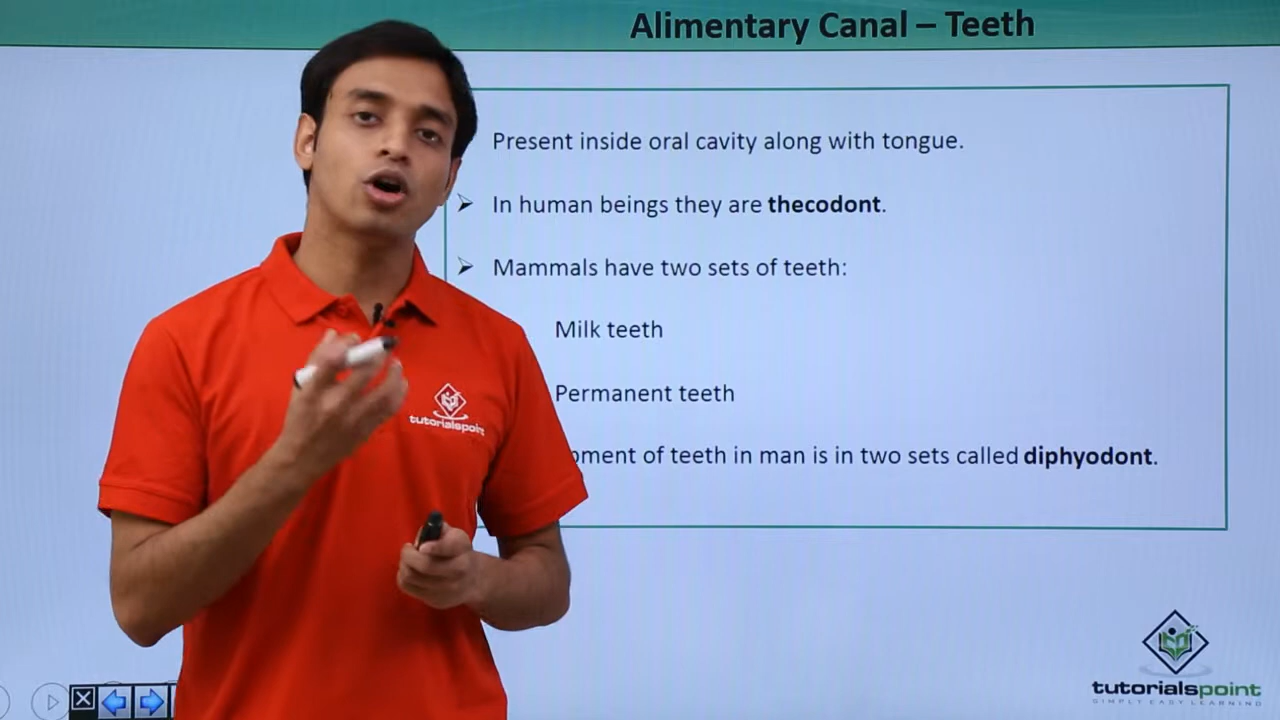 Alimentary Canal – Teeth
Present inside oral cavity along with tongue.
➢ In human beings they are thecodont.
➢ Mammals have two sets of teeth:
Milk teeth
Permanent teeth
of teeth in man is in two sets called diphyodont.
tutorialspoint
tutorialspoint
SIMPLY EASY LEARNING